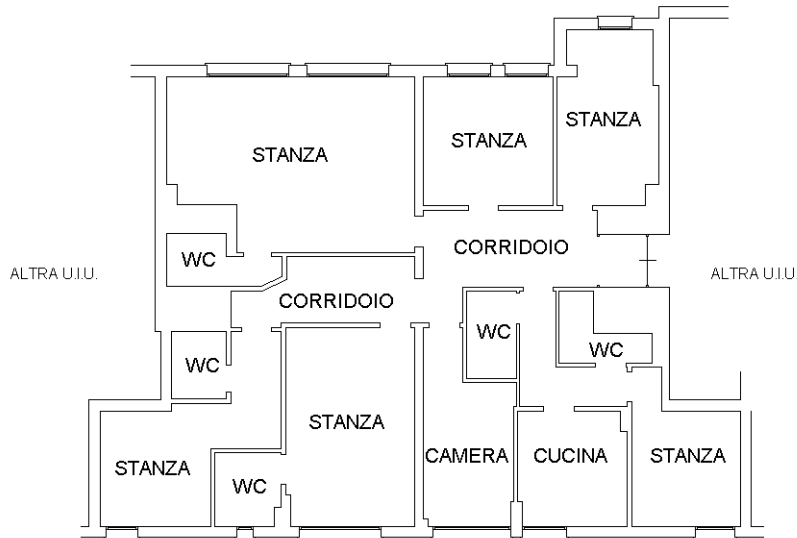 STANZA
STANZA
STANZA
CORRIDOIO
WC
ALTRA U.I.U.
ALTRA U.I.U
CORRIDOIO
WC
WC
WC
STANZA
STANZA
CAMERA
CUCINA
STANZA
WC